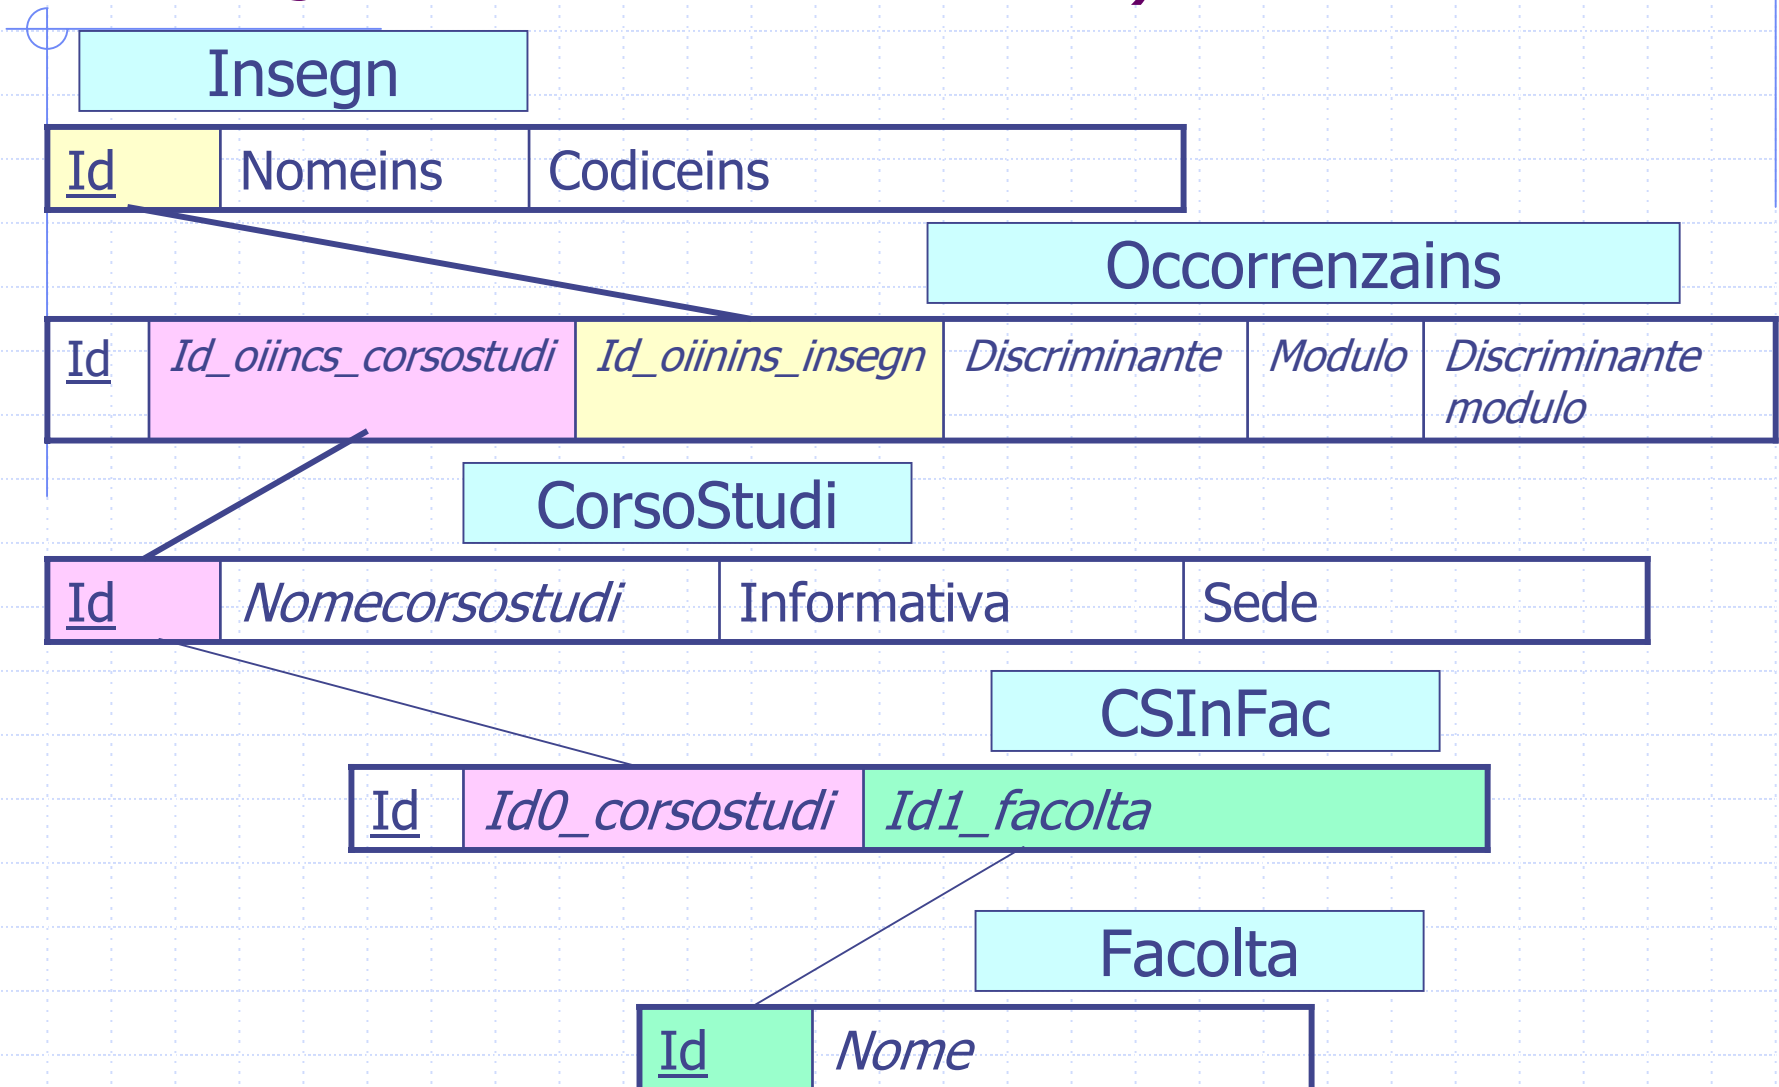 Insegn
Id Nomeins Codiceins
Occorrenzains
Id Id_oiincs_corsostudi Id_oiinins_insegn Discriminante Modulo Discriminante
modulo
CorsoStudi
Id Nomecorsostudi Informativa Sede
CSInFac
Id Id0_corsostudi Id1_facolta
Facolta
Id Nome